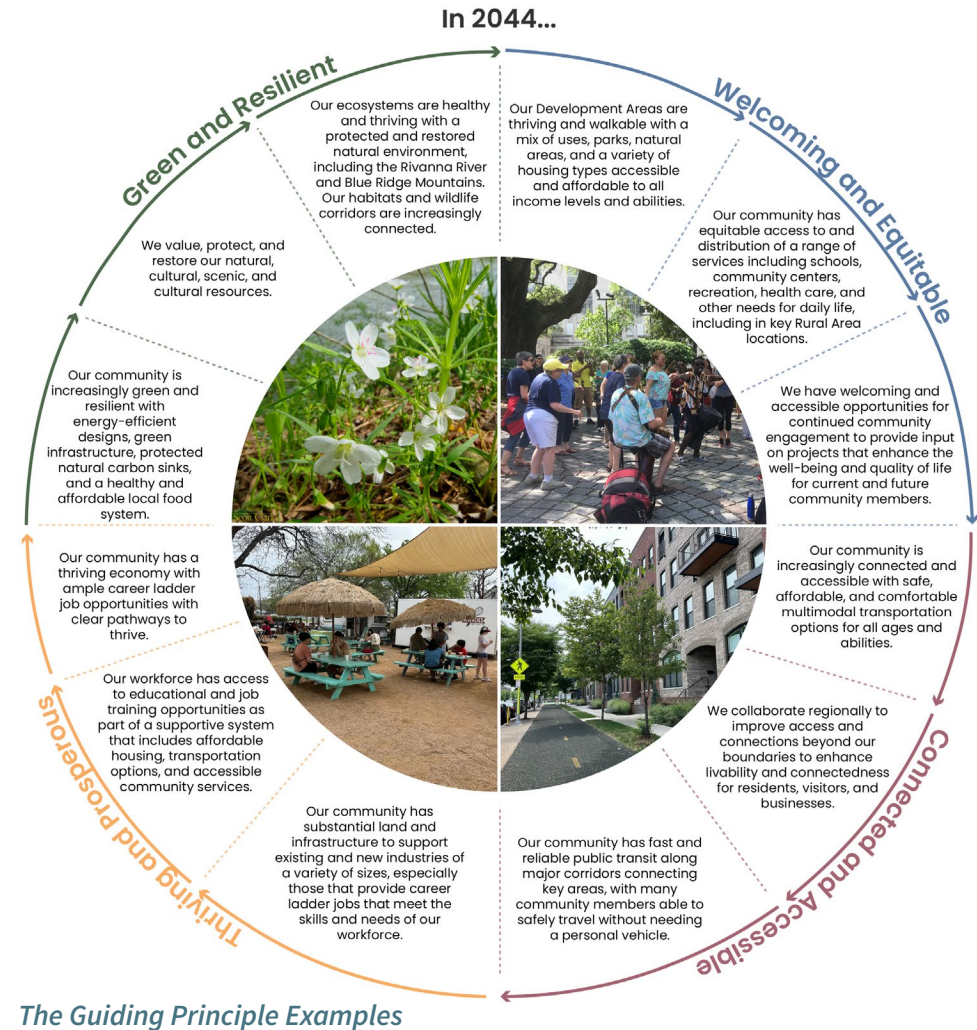 In 2044...
Green and Resilient
Our ecosystems are healthy
and thriving with a
protected and restored
natural environment,
including the Rivanna River
and Blue Ridge Mountains.
Our habitats and wildlife
corridors are increasingly
connected.
We value, protect, and
restore our natural,
cultural, scenic, and
cultural resources.
Our community is
increasingly green and
resilient with
energy-efficient
designs, green
infrastructure, protected
natural carbon sinks,
and a healthy and
affordable local food
system.
Welcoming and Equitable
Our Development Areas are
thriving and walkable with a
mix of uses, parks, natural
areas, and a variety of
housing types accessible
and affordable to all
income levels and abilities.
Our community has
equitable access to and
distribution of a range of
services including schools,
community centers,
recreation, health care, and
other needs for daily life,
including in key Rural Area
locations.
We have welcoming and
accessible opportunities for
continued community
engagement to provide input
on projects that enhance the
well-being and quality of life
for current and future
community members.
Connected and Accessible
Our community is
increasingly connected and
accessible with safe,
affordable, and comfortable
multimodal transportation
options for all ages and
abilities.
We collaborate regionally to
improve access and
connections beyond our
boundaries to enhance
livability and connectedness
for residents, visitors, and
businesses.
Our community has fast and
reliable public transit along
major corridors connecting
key areas, with many
community members able to
safely travel without needing
a personal vehicle.
Thriving and Prosperous
Our community has a
thriving economy with
ample career ladder
job opportunities with
clear pathways to
thrive.
Our workforce has access
to educational and job
training opportunities as
part of a supportive system
that includes affordable
housing, transportation
options, and accessible
community services.
Our community has
substantial land and
infrastructure to support
existing and new industries of
a variety of sizes, especially
those that provide career
ladder jobs that meet the
skills and needs of our
workforce.
The Guiding Principle Examples